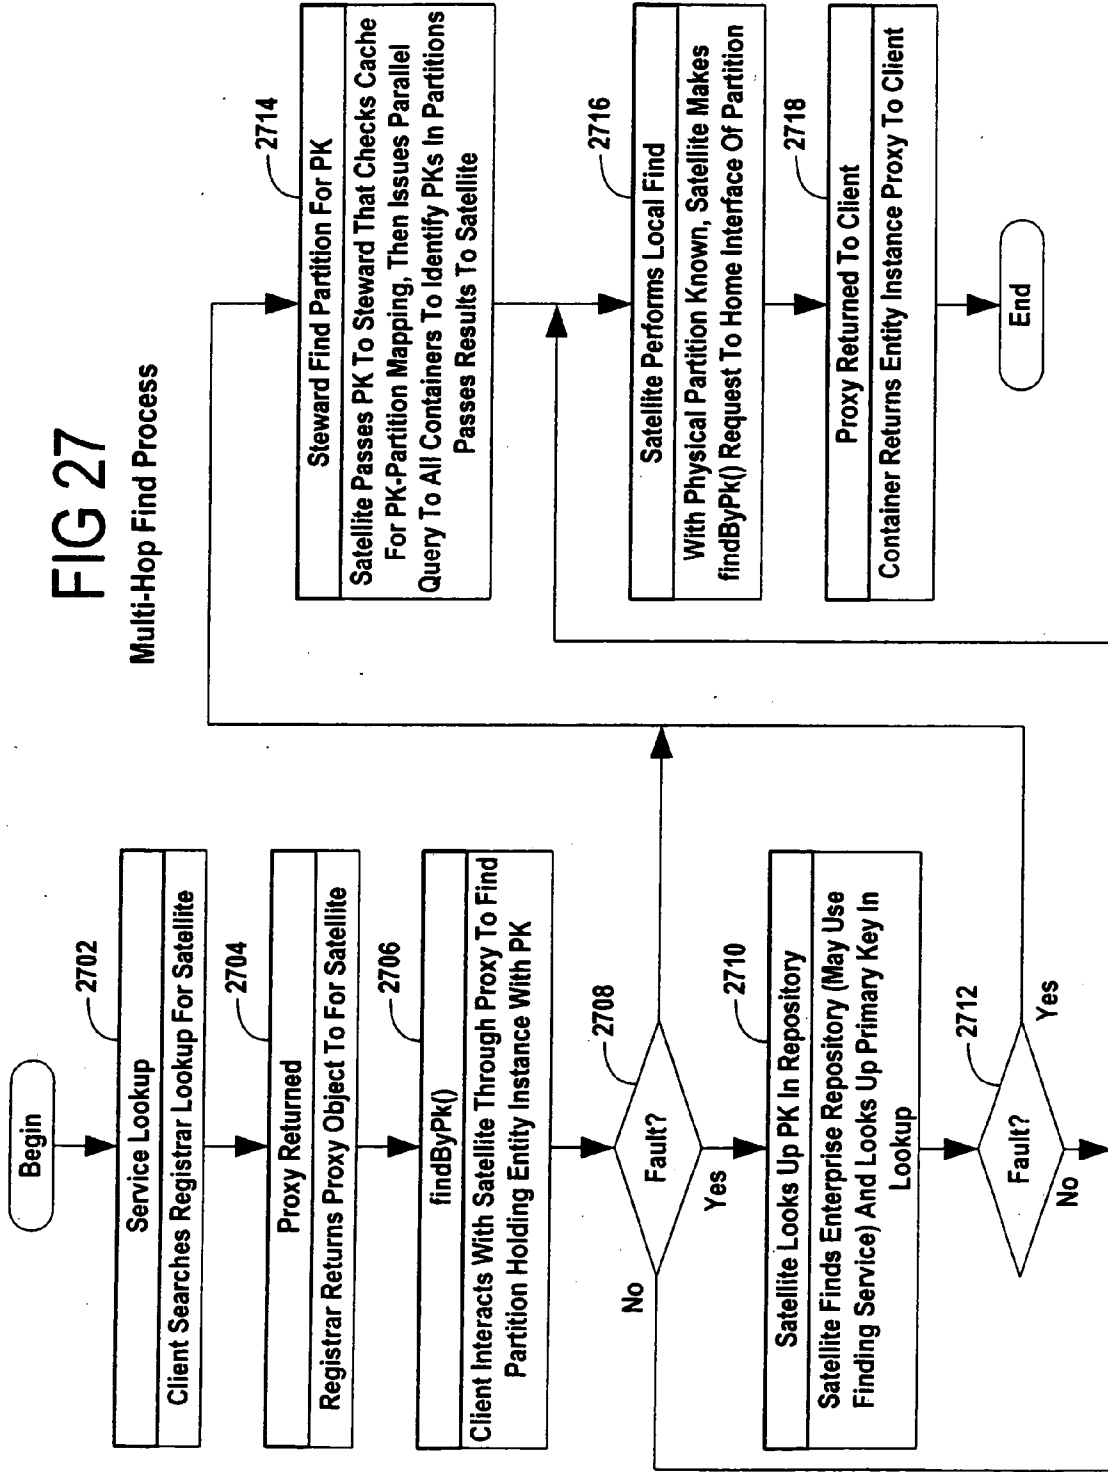 FIG 27
Multi-Hop Find Process
Begin
2702
Service Lookup
Client Searches Registrar Lookup For Satellite
2704
Proxy Returned
Registrar Returns Proxy Object To For Satellite
2706
findByPk()
Client Interacts With Satellite Through Proxy To Find
Partition Holding Entity Instance With PK
2708
Fault?
No
Yes
2710
Satellite Looks Up PK In Repository
Satellite Finds Enterprise Repository (May Use
Finding Service) And Looks Up Primary Key In
Lookup
2712
Fault?
Yes
No
2714
Steward Find Partition For PK
Satellite Passes PK To Steward That Checks Cache
For PK-Partition Mapping, Then Issues Parallel
Query To All Containers To Identify PKs In Partitions
Passes Results To Satellite
2716
Satellite Performs Local Find
With Physical Partition Known, Satellite Makes
findByPk() Request To Home Interface Of Partition
2718
Proxy Returned To Client
Container Returns Entity Instance Proxy To Client
End